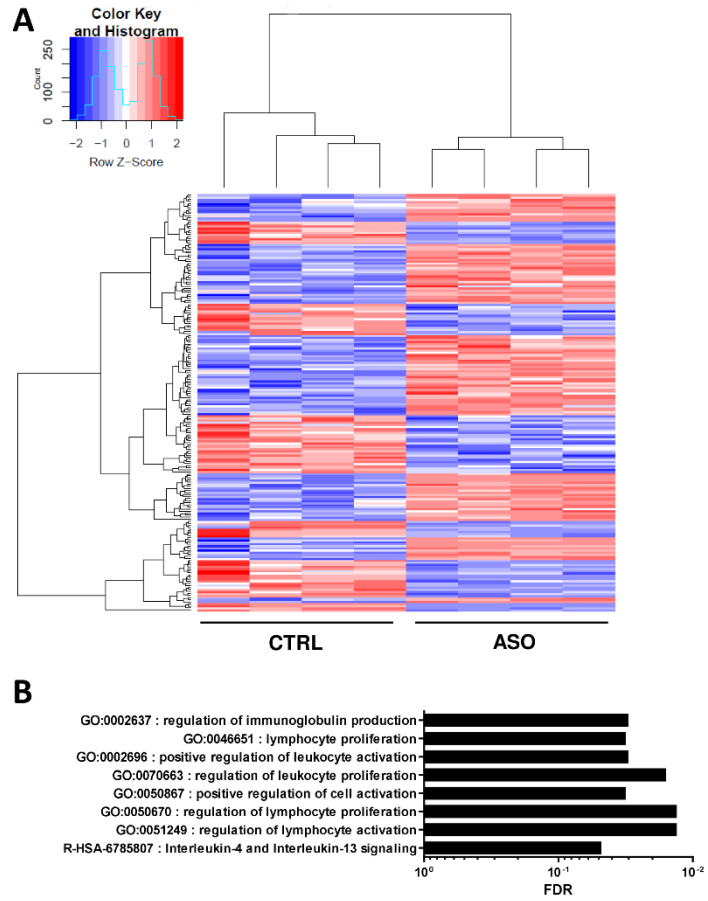 A
Color Key
and Histogram
Count
0 100 250
−2 −1 0 1 2
Row Z−Score
CTRL ASO
B
GO:0002637 : regulation of immunoglobulin production
GO:0046651 : lymphocyte proliferation
GO:0002696 : positive regulation of leukocyte activation
GO:0070663 : regulation of leukocyte proliferation
GO:0050867 : positive regulation of cell activation
GO:0050670 : regulation of lymphocyte proliferation
GO:0051249 : regulation of lymphocyte activation
R-HSA-6785807 : Interleukin-4 and Interleukin-13 signaling
10⁰ 10⁻¹ 10⁻²
FDR